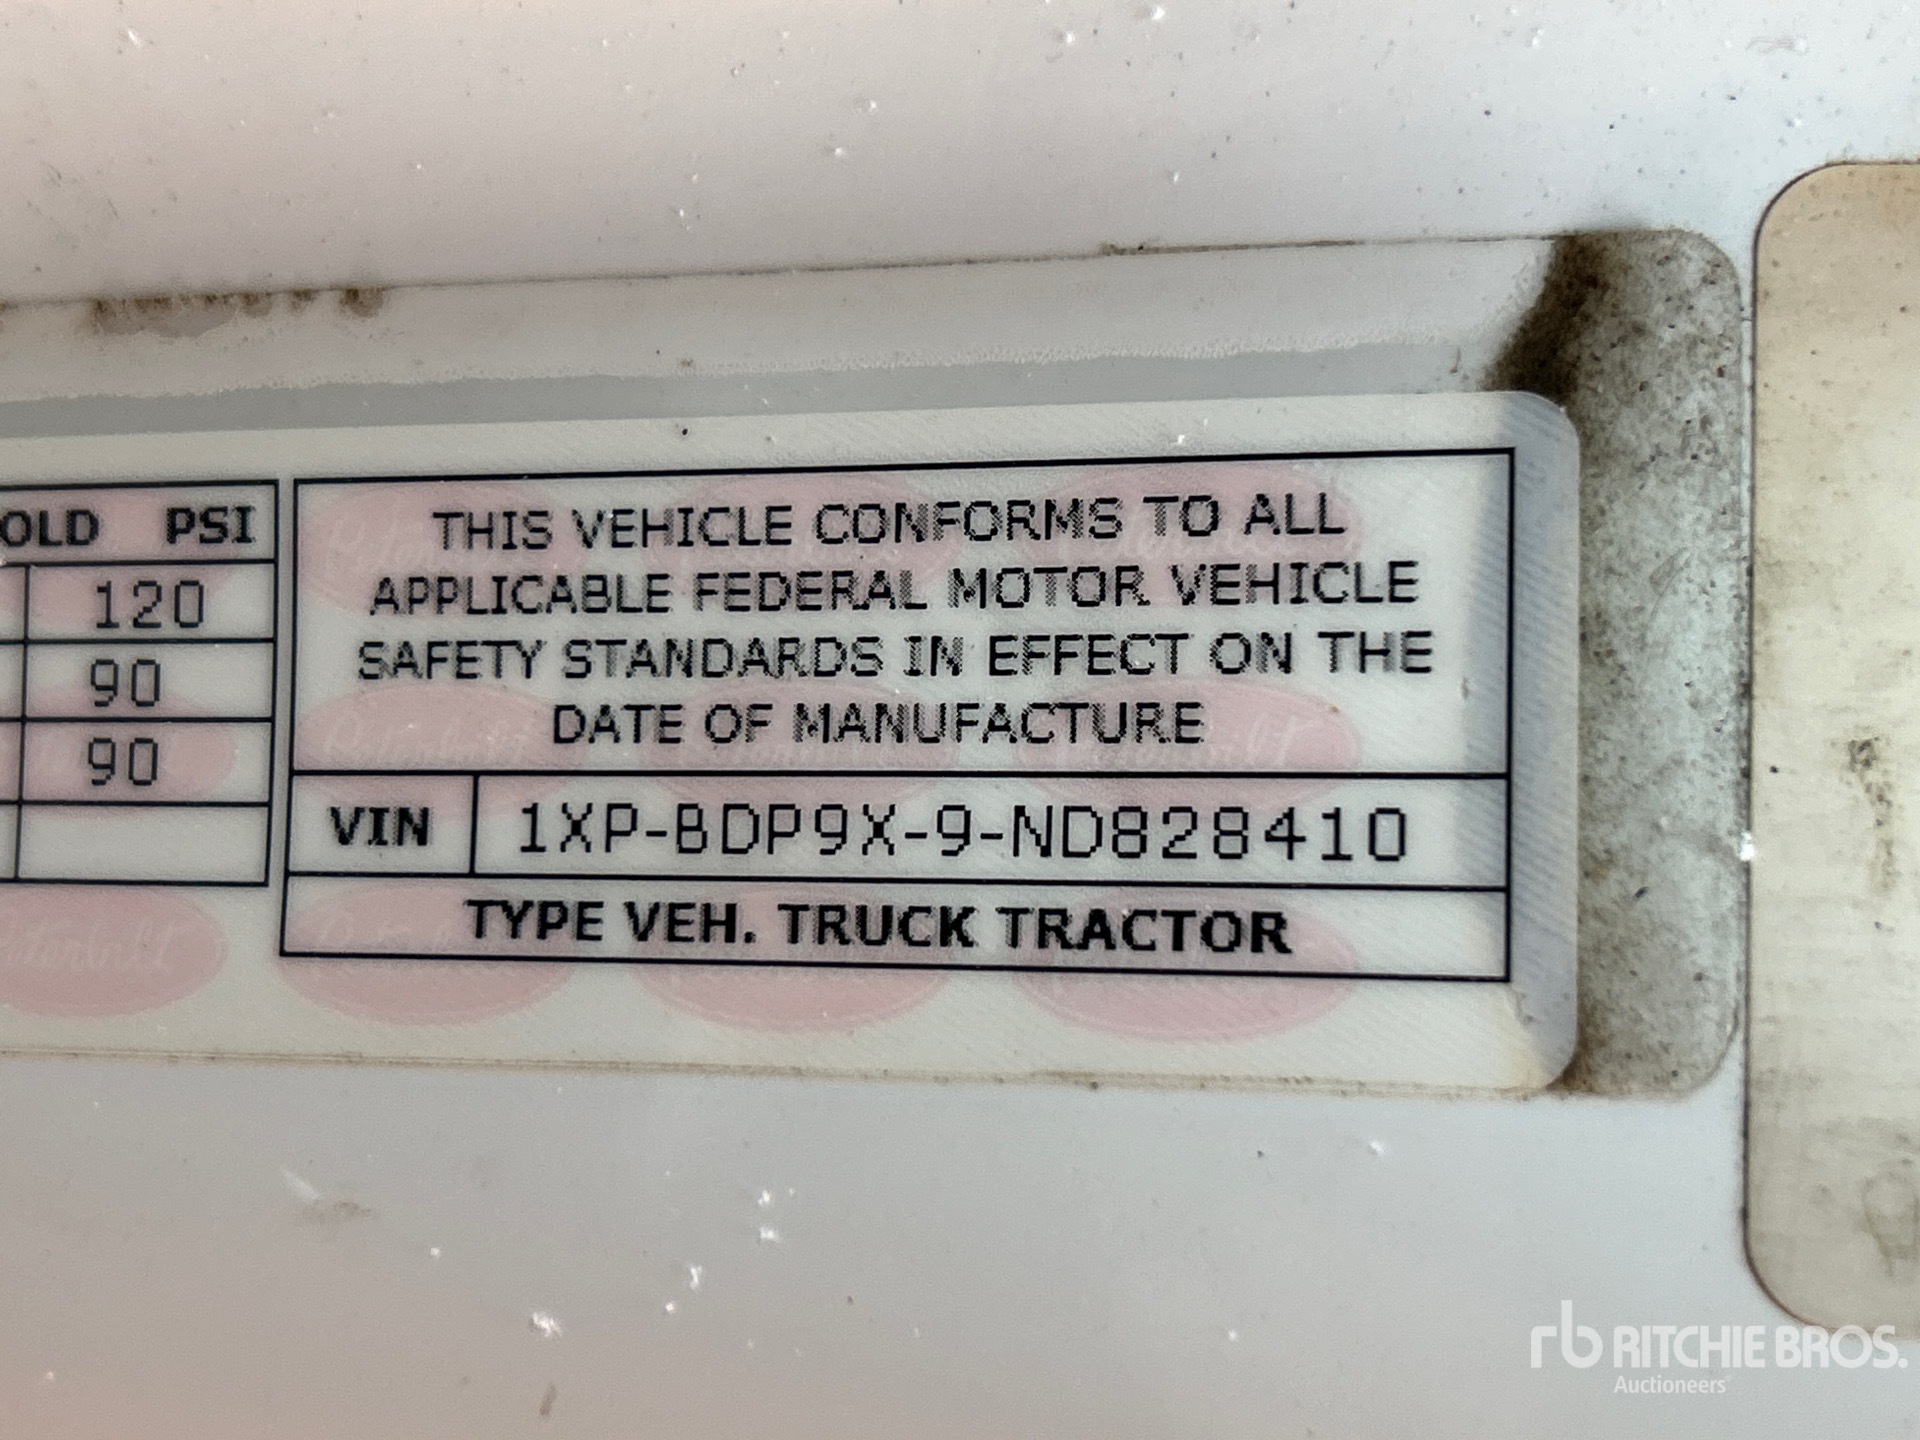 OLD PSI
120
90
90
THIS VEHICLE CONFORMS TO ALL
APPLICABLE FEDERAL MOTOR VEHICLE
SAFETY STANDARDS IN EFFECT ON THE
DATE OF MANUFACTURE
VIN 1XP-BDP9X-9-ND828410
TYPE VEH. TRUCK TRACTOR
rb RITCHIE BROS.
Auctioneers